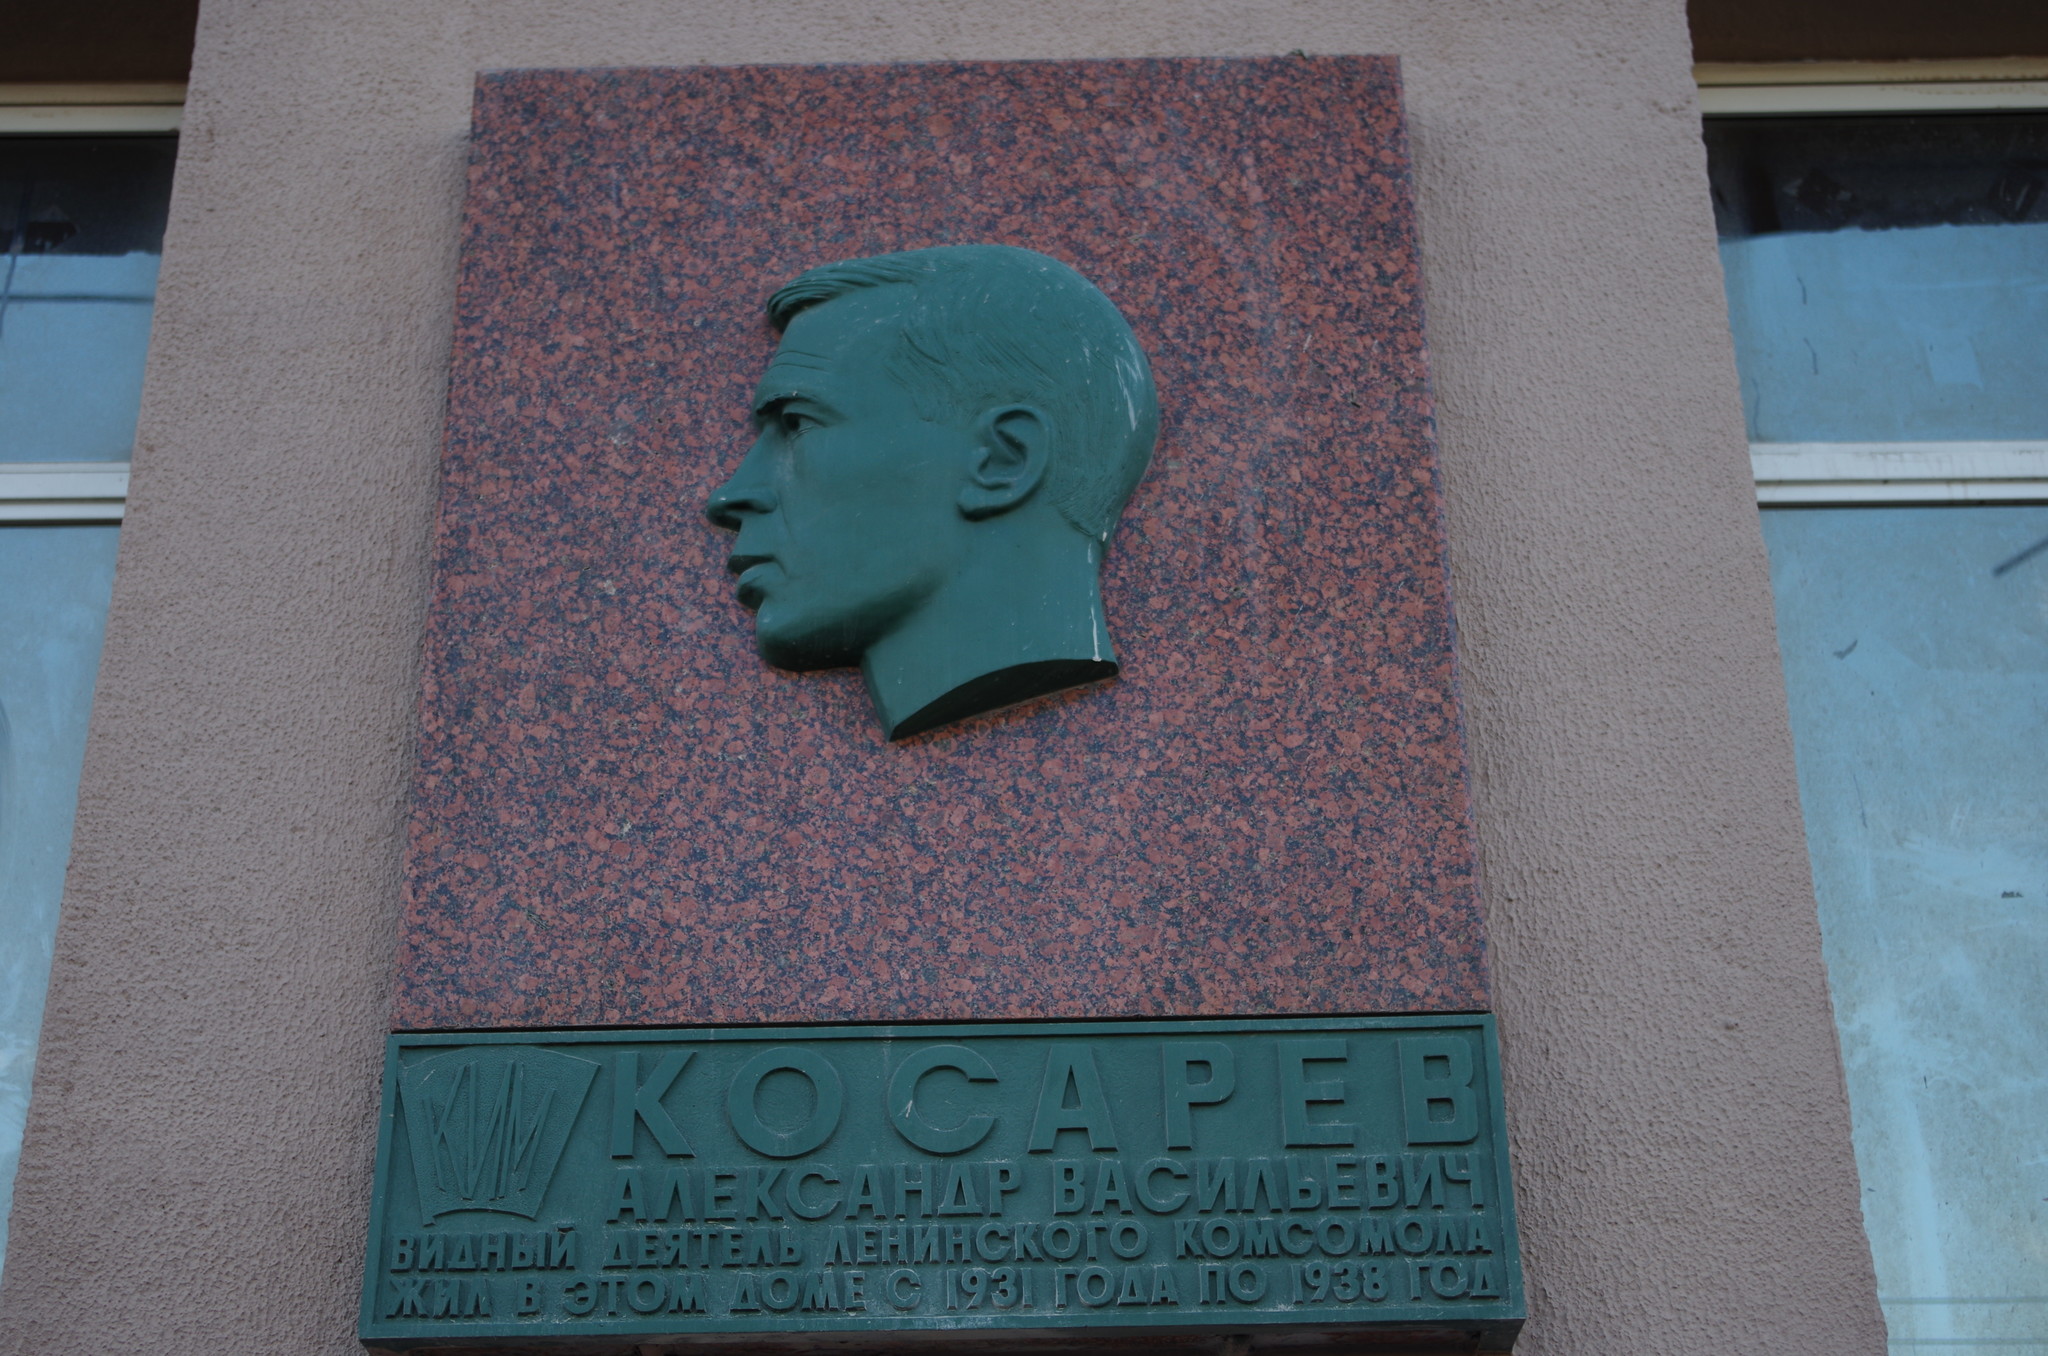 КИМ
КОСАРЕВ
АЛЕКСАНДР ВАСИЛЬЕВИЧ
ВИДНЫЙ ДЕЯТЕЛЬ ЛЕНИНСКОГО КОМСОМОЛА
ЖИЛ В ЭТОМ ДОМЕ С 1931 ГОДА ПО 1938 ГОД